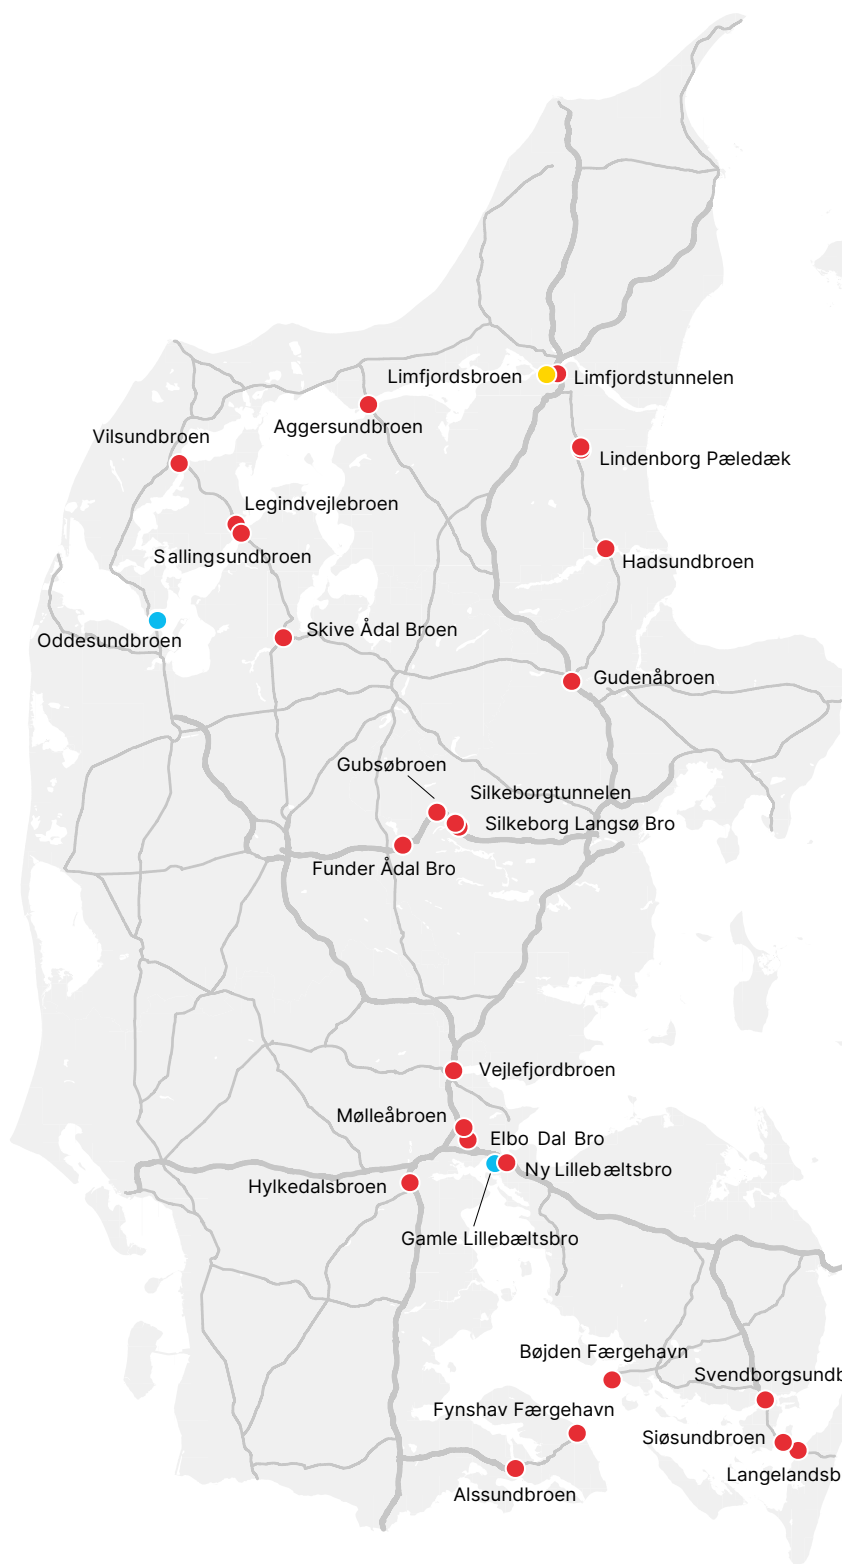 Limfjordsbroen
Limfjordstunnelen
Aggersundbroen
Vilsundbroen
Lindenborg Pæledæk
Legindvejlebroen
Sallingsundbroen
Hadsundbroen
Skive Ådal Broen
Oddesundbroen
Gudenåbroen
Gubsøbroen
Silkeborgtunnelen
Silkeborg Langsø Bro
Funder Ådal Bro
Vejlefjordbroen
Mølleåbroen
Elbo Dal Bro
Ny Lillebæltsbro
Hylkedalsbroen
Gamle Lillebæltsbro
Bøjden Færgehavn
Svendborgsundb
Fynshav Færgehavn
Siøsundbroen
Langelandsb
Alssundbroen